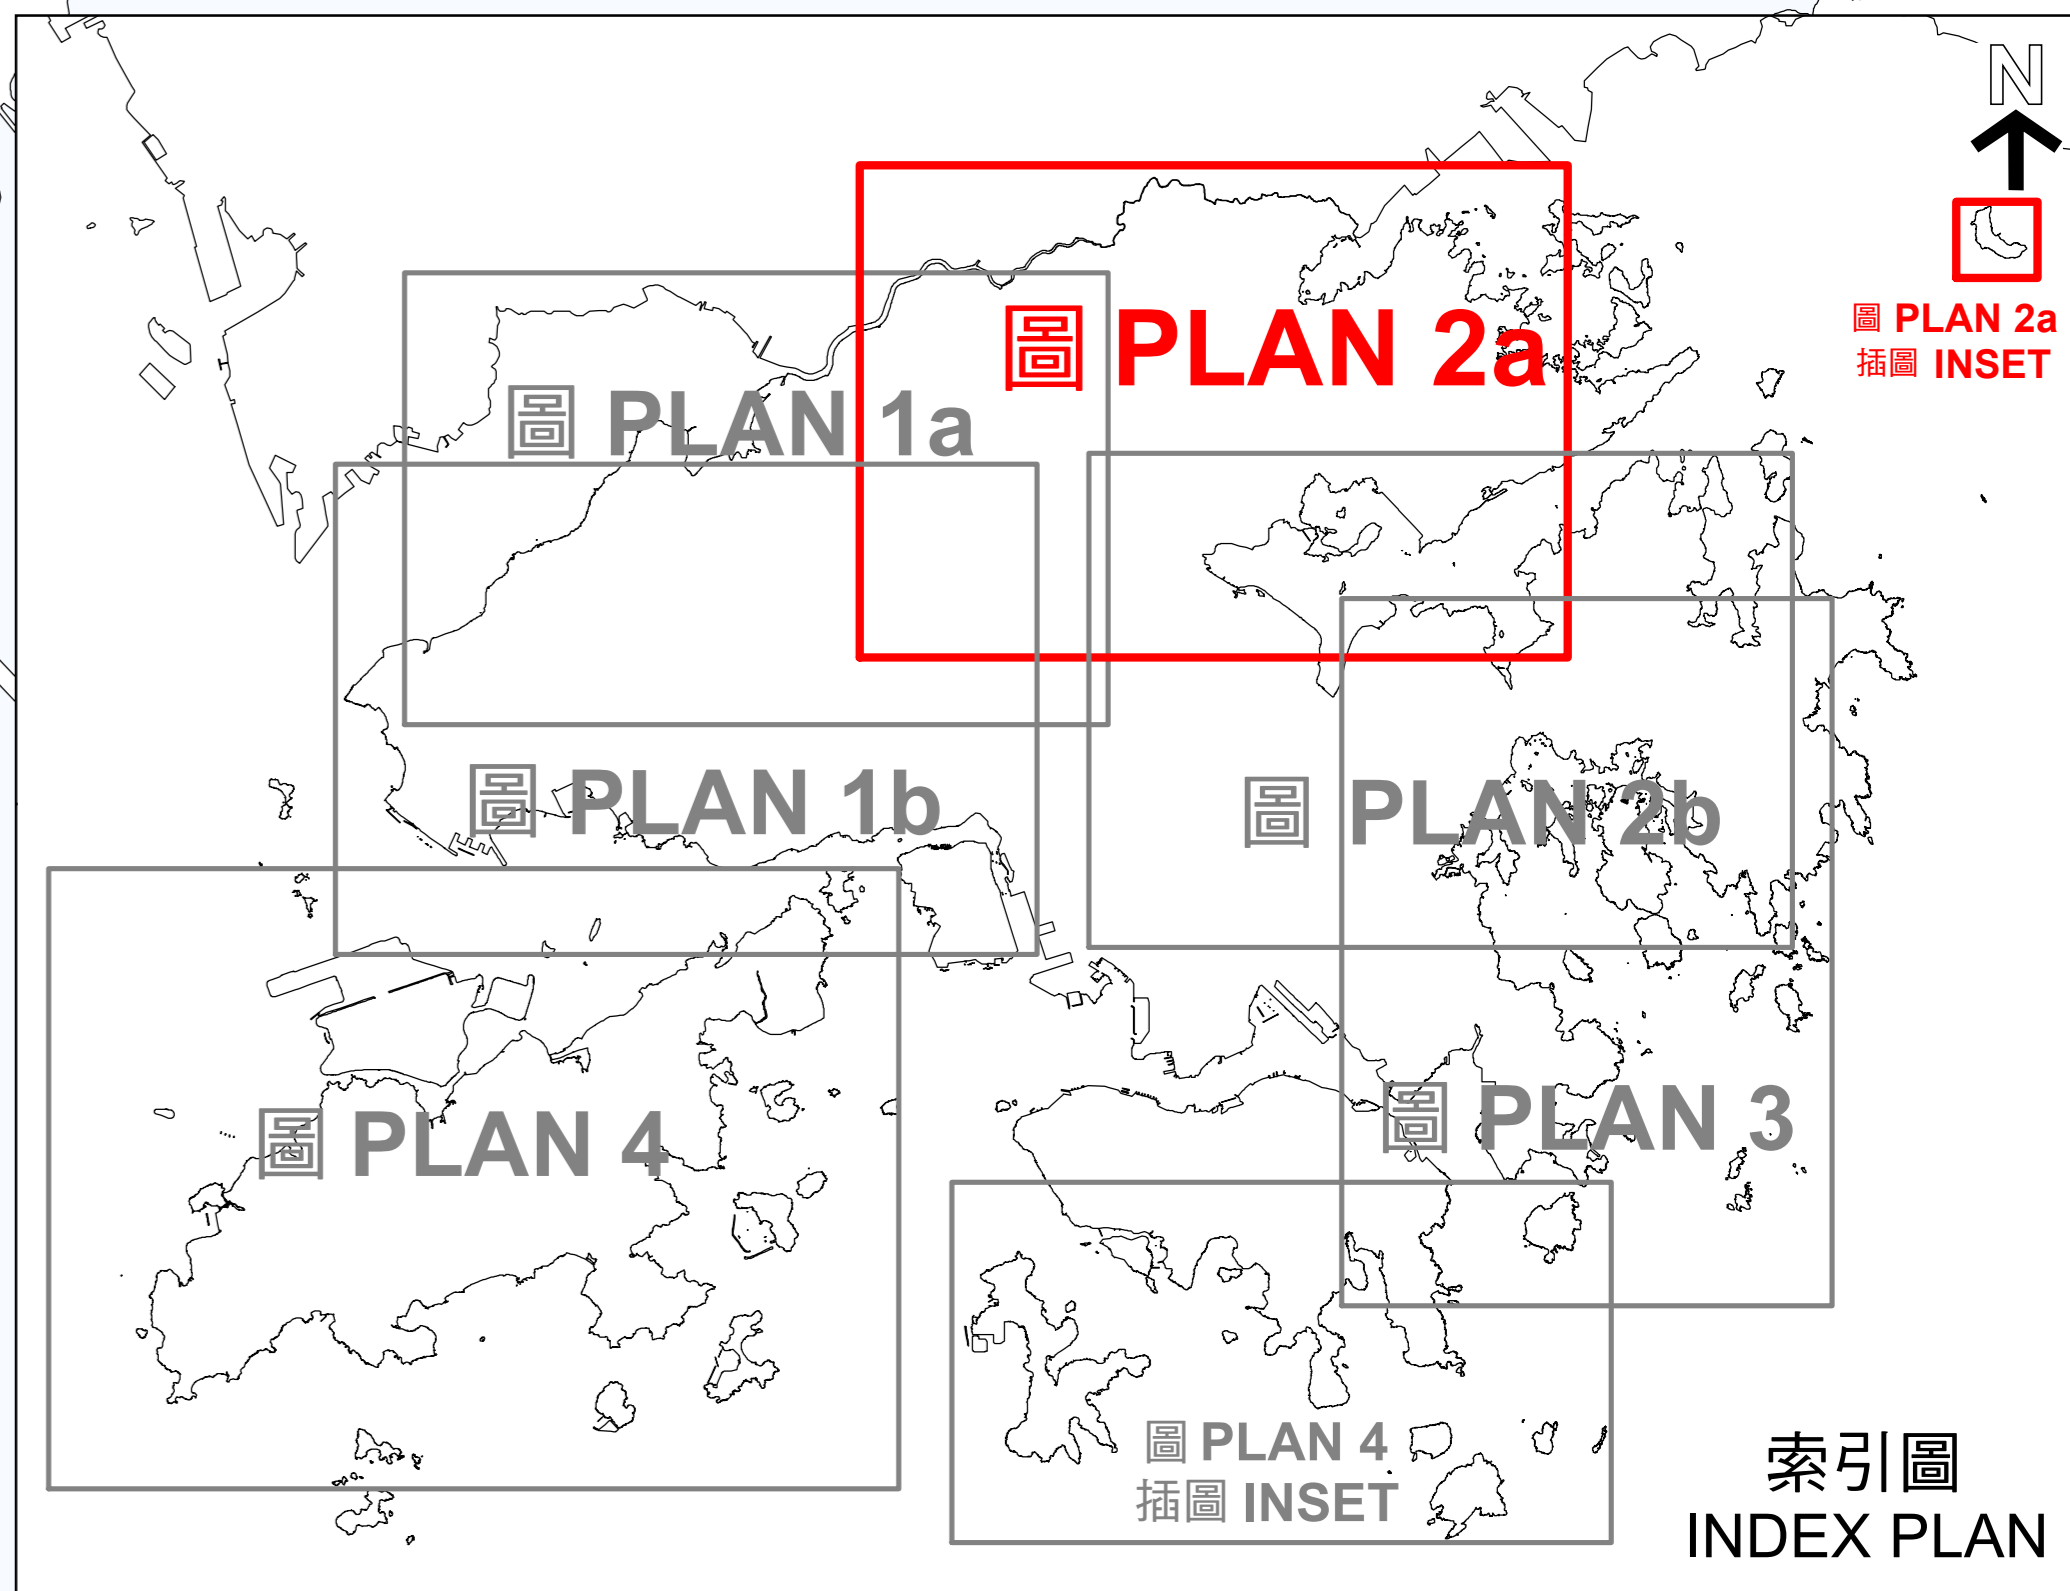 N
圖 PLAN 2a
插圖 INSET
圖 PLAN 2a
圖 PLAN 1a
圖 PLAN 1b
圖 PLAN 2b
圖 PLAN 4
圖 PLAN 3
圖 PLAN 4
插圖 INSET
索引圖
INDEX PLAN